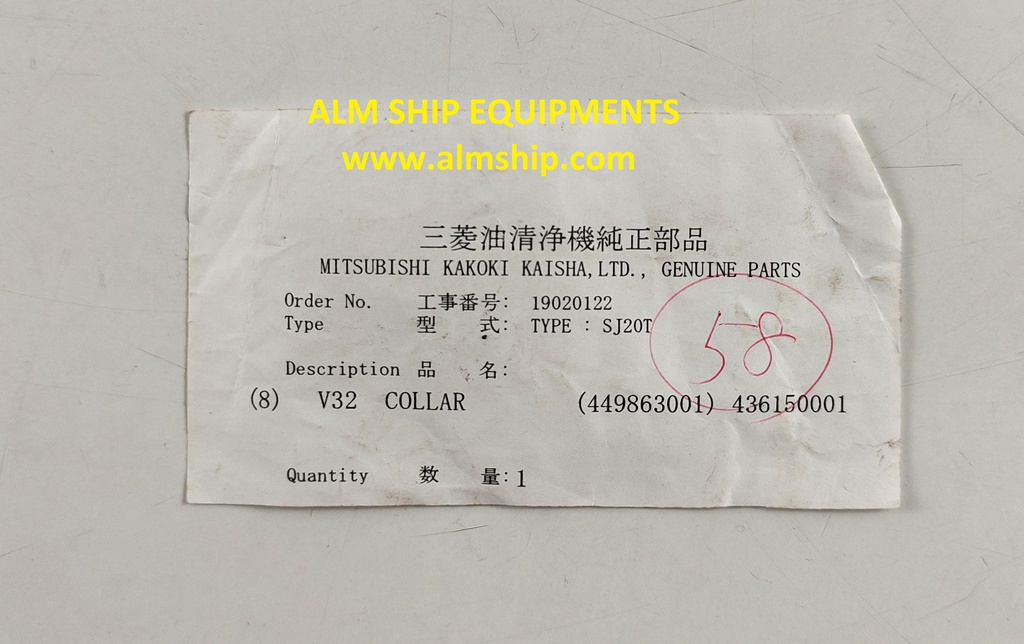 ALM SHIP EQUIPMENTS
www.almship.com
三菱油清浄機純正部品
MITSUBISHI KAKOKI KAISHA,LTD., GENUINE PARTS
Order No. 工事番号: 19020122
Type 型 式: TYPE : SJ20T
58
Description 品 名:
(8) V32 COLLAR (449863001) 436150001
Quantity 数 量: 1